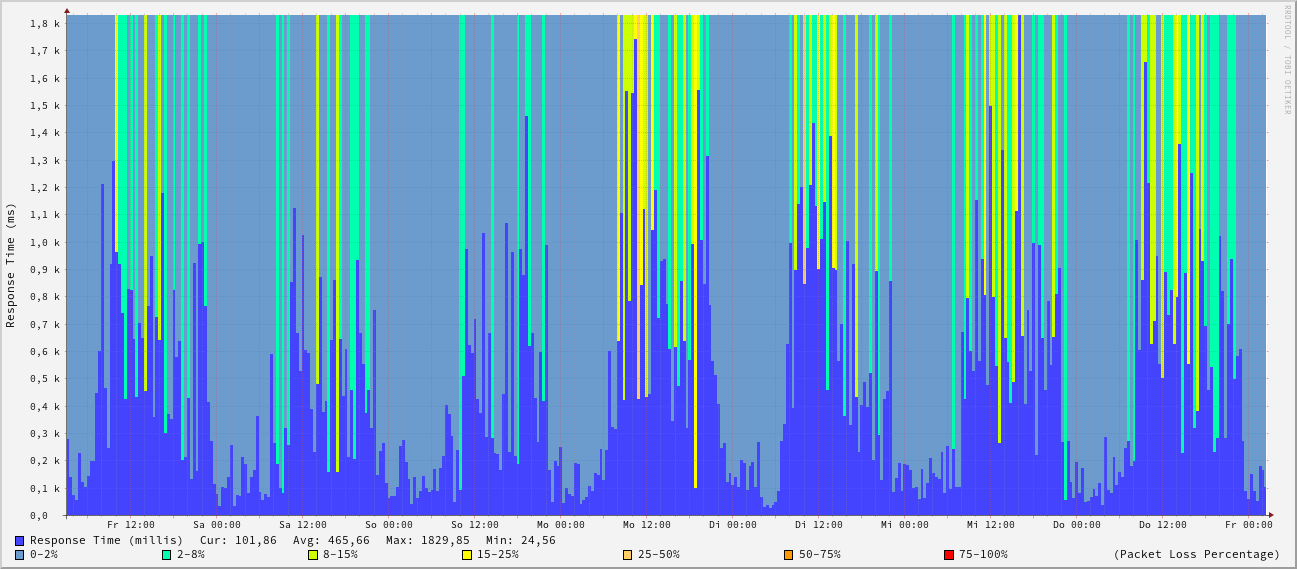 RRDTOOL / TOBI OETIKER
Response Time (ms)
1,8 k
1,7 k
1,6 k
1,5 k
1,4 k
1,3 k
1,2 k
1,1 k
1,0 k
0,9 k
0,8 k
0,7 k
0,6 k
0,5 k
0,4 k
0,3 k
0,2 k
0,1 k
0,0
Fr 12:00 Sa 00:00 Sa 12:00 So 00:00 So 12:00 Mo 00:00 Mo 12:00 Di 00:00 Di 12:00 Mi 00:00 Mi 12:00 Do 00:00 Do 12:00 Fr 00:00
Response Time (millis) Cur: 101,86 Avg: 465,66 Max: 1829,85 Min: 24,56
0-2% 2-8% 8-15% 15-25% 25-50% 50-75% 75-100% (Packet Loss Percentage)